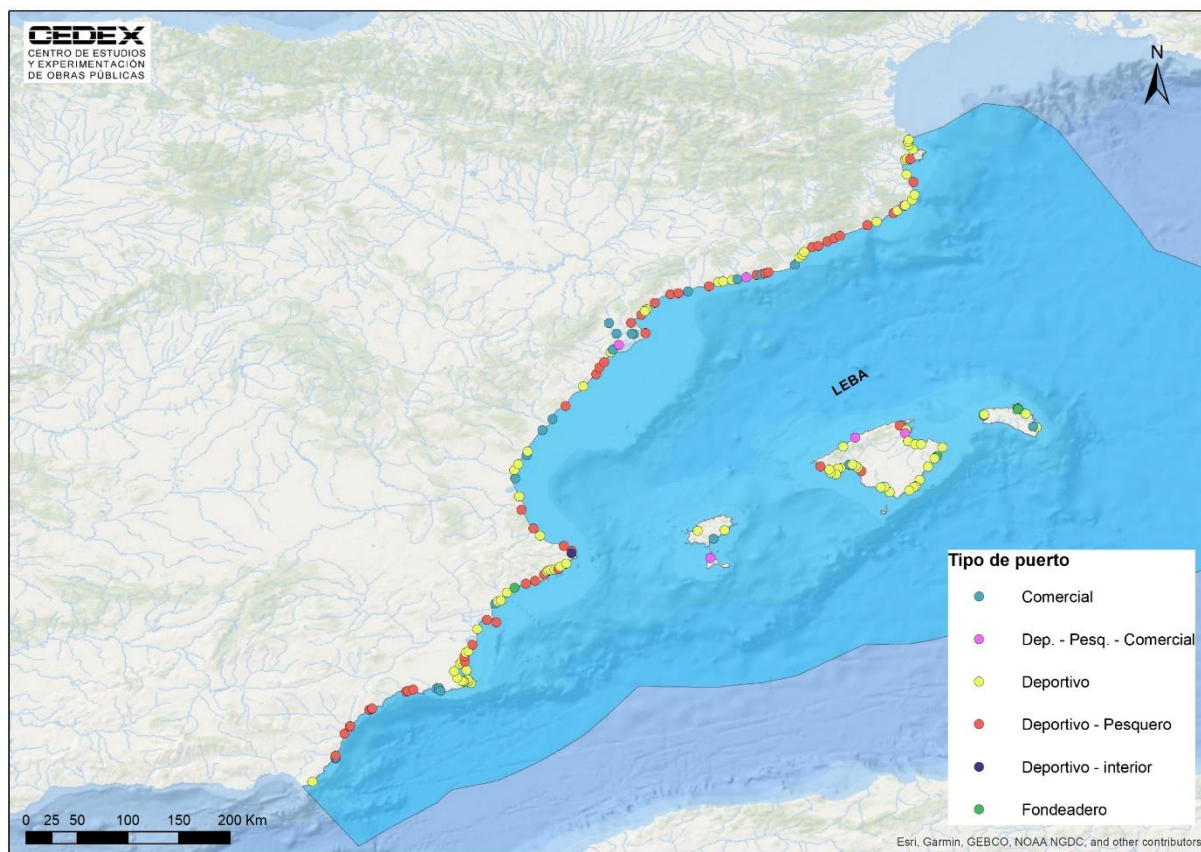 CEDEX
CENTRO DE ESTUDIOS
Y EXPERIMENTACIÓN
DE OBRAS PÚBLICAS
N
LEBA
Tipo de puerto
Comercial
Dep. - Pesq. - Comercial
Deportivo
Deportivo - Pesquero
Deportivo - interior
Fondeadero
0 25 50 100 150 200 Km
Esri, Garmin, GEBCO, NOAA NGDC, and other contributors